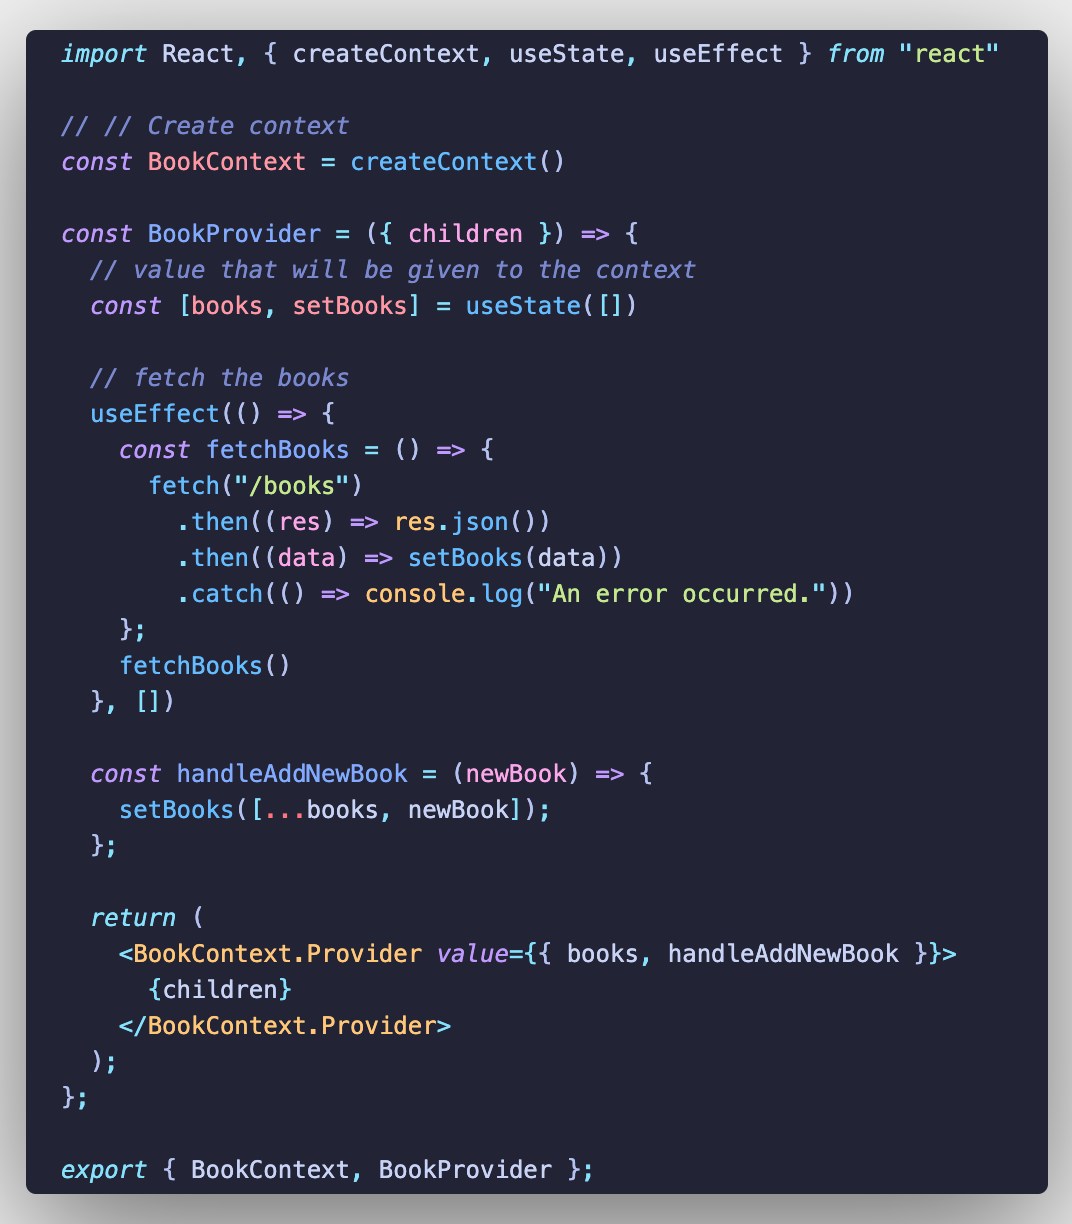 import React, { createContext, useState, useEffect } from "react"
// // Create context
const BookContext = createContext()
const BookProvider = ({ children }) => {
// value that will be given to the context
const [books, setBooks] = useState([])
// fetch the books
useEffect(() => {
const fetchBooks = () => {
fetch("/books")
.then((res) => res.json())
.then((data) => setBooks(data))
.catch(() => console.log("An error occurred."))
};
fetchBooks()
}, [])
const handleAddNewBook = (newBook) => {
setBooks([...books, newBook]);
};
return (
<BookContext.Provider value={{ books, handleAddNewBook }}>
{children}
</BookContext.Provider>
);
};
export { BookContext, BookProvider };